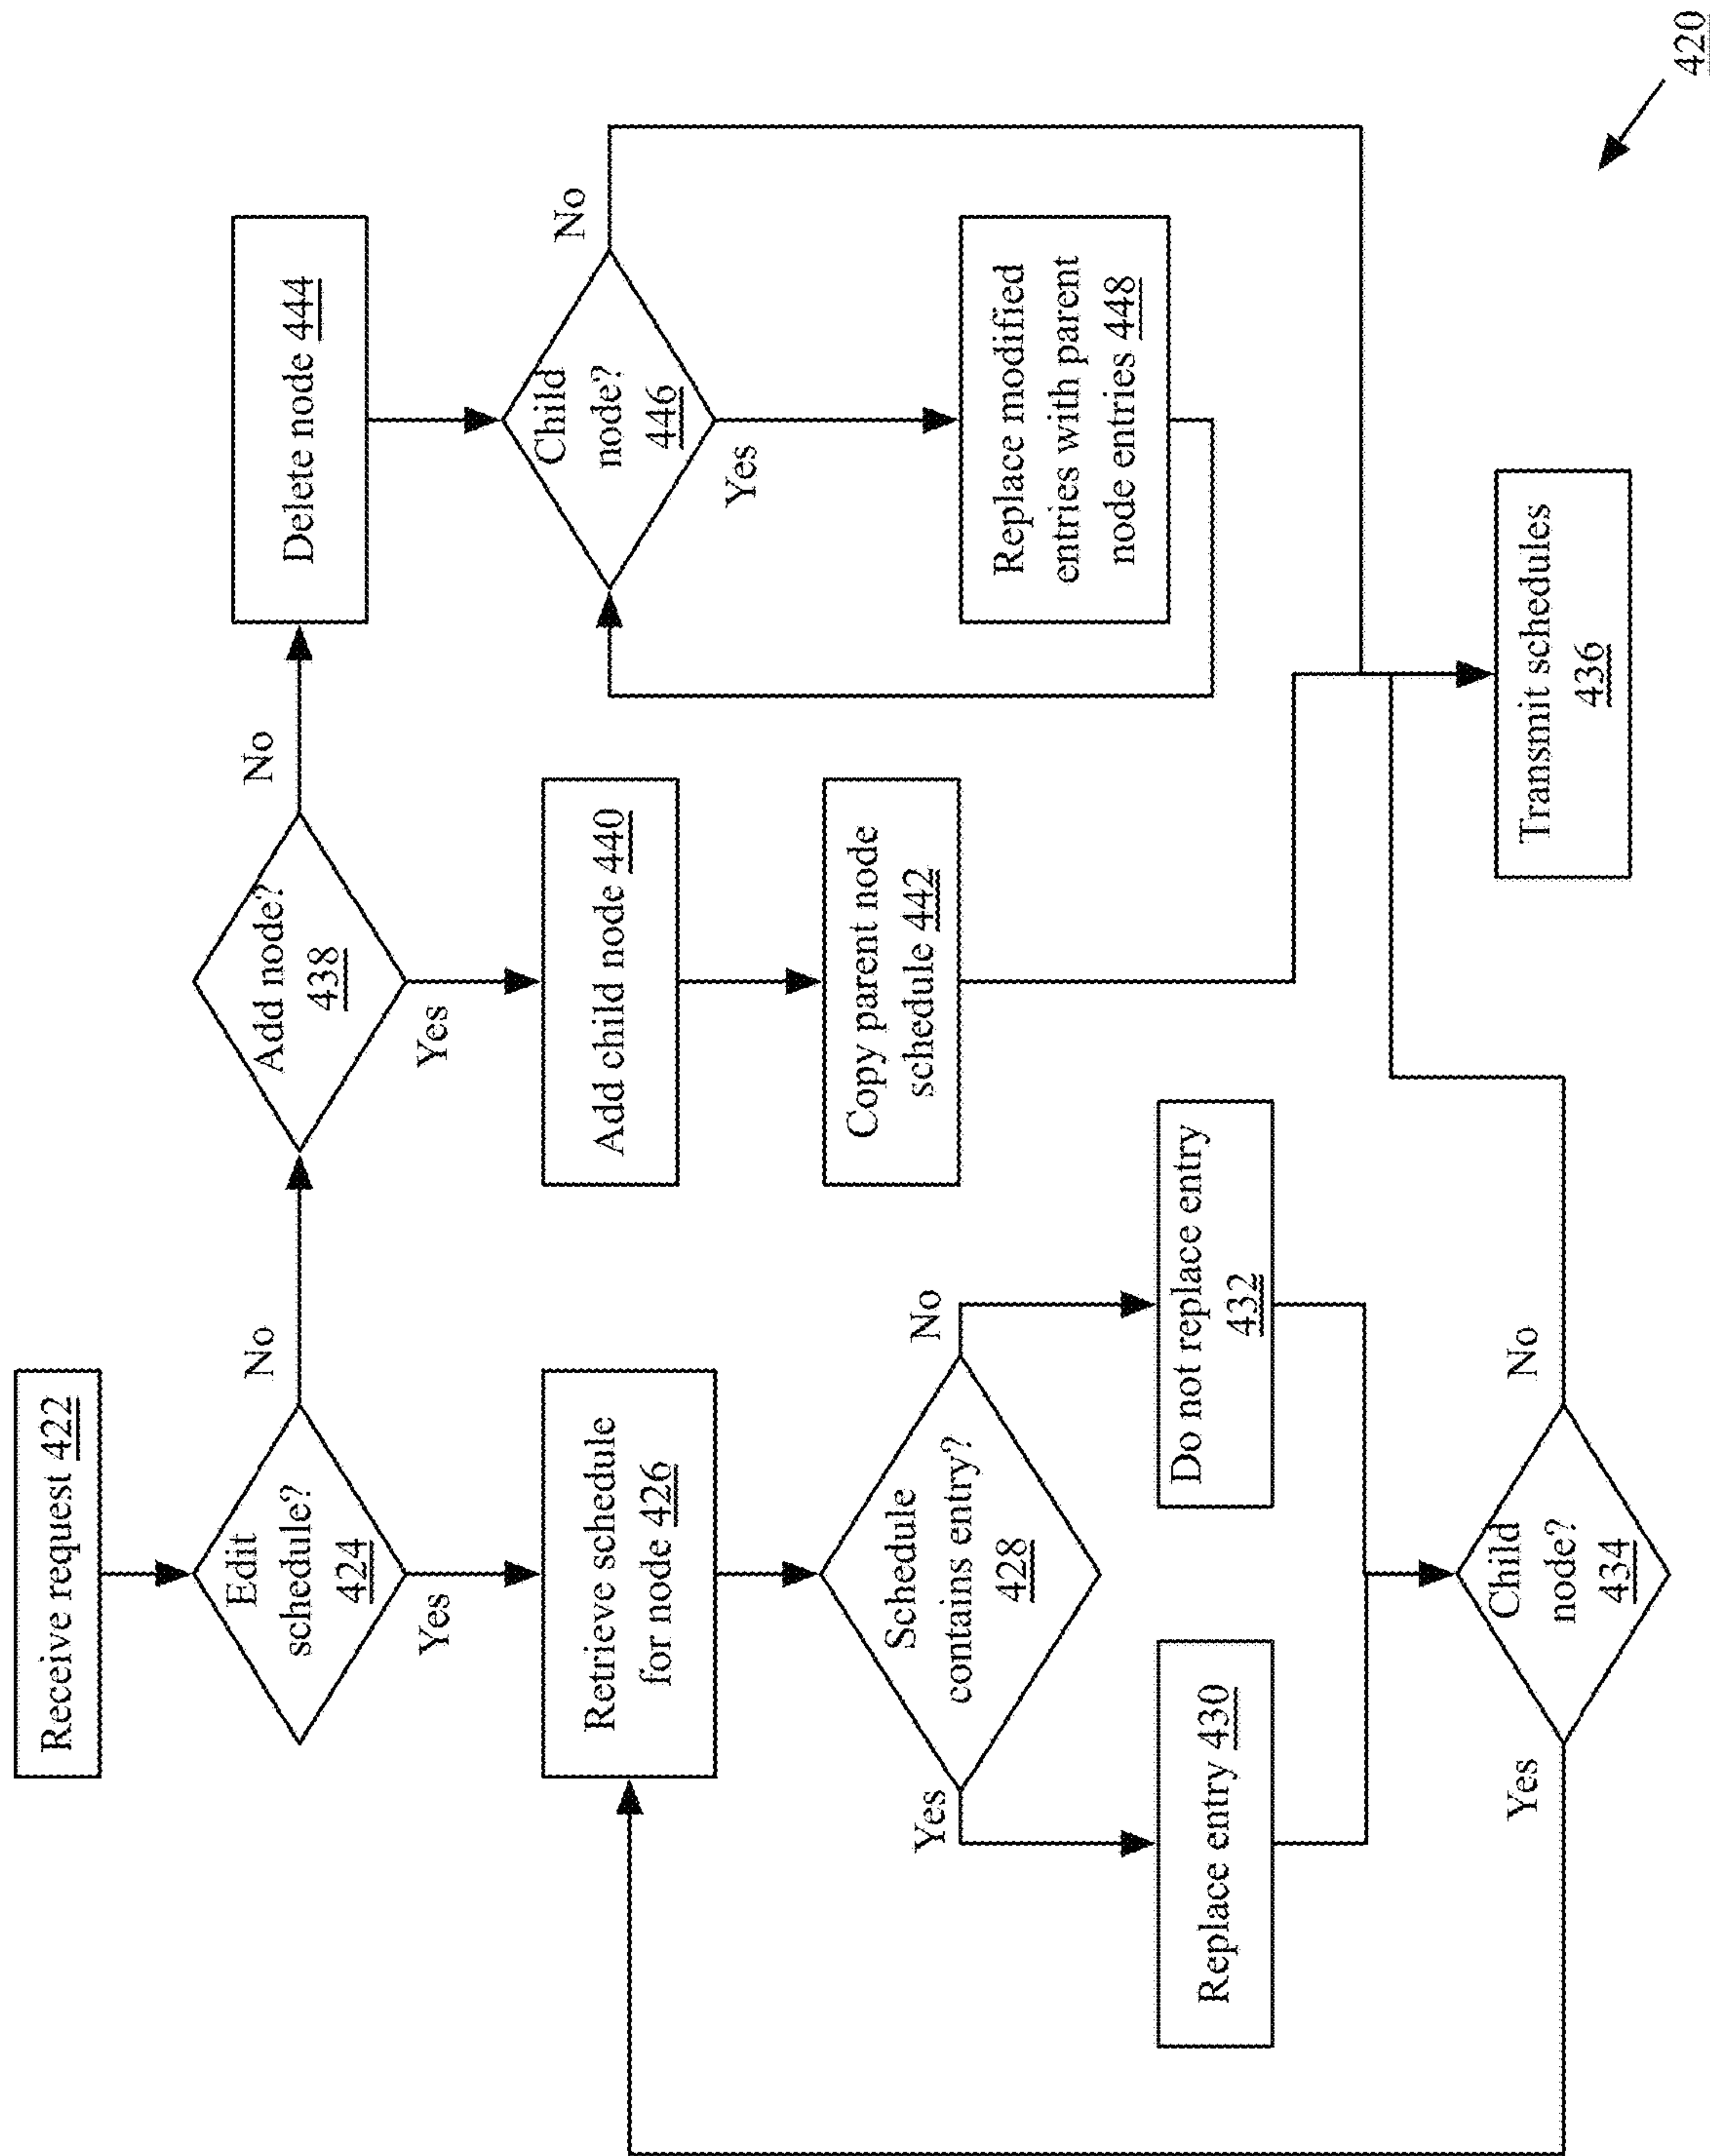 Receive request 422
Edit
schedule?
424
No
Yes
Add node?
438
No
Yes
Delete node 444
Retrieve schedule
for node 426
Add child node 440
Child
node?
446
No
Yes
Schedule
contains entry?
428
Yes
No
Copy parent node
schedule 442
Replace modified
entries with parent
node entries 448
Replace entry 430
Do not replace entry
432
Child
node?
434
Yes
No
Transmit schedules
436
420